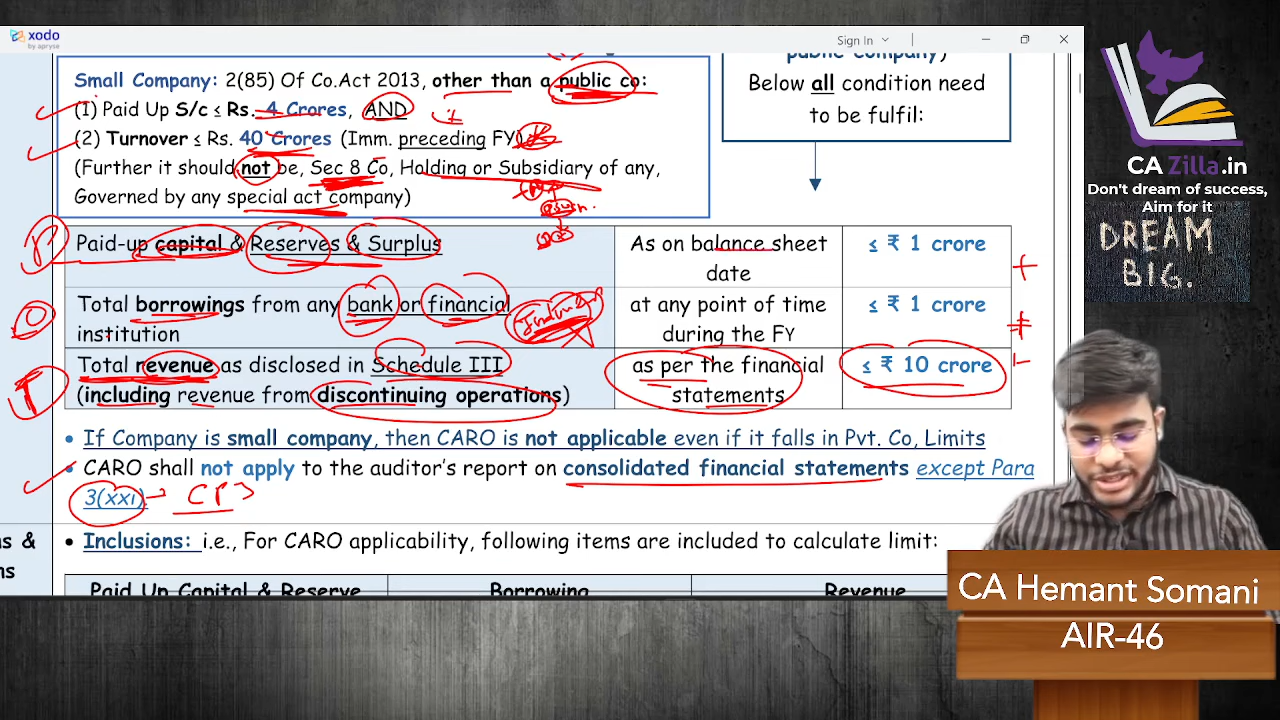 xodo
by apryse
Sign In
Small Company: 2(85) Of Co.Act 2013, other than a public co:
(1) Paid Up S/c ≤ Rs. 4 Crores, AND
(2) Turnover ≤ Rs. 40 Crores (Imm. preceding FY)
(Further it should not be, Sec 8 Co, Holding or Subsidiary of any,
Governed by any special act company)
public company)
Below all condition need
to be fulfil:
Paid-up capital & Reserves & Surplus
As on balance sheet
date
≤ ₹ 1 crore
Total borrowings from any bank or financial
institution
at any point of time
during the FY
≤ ₹ 1 crore
Total revenue as disclosed in Schedule III
(including revenue from discontinuing operations)
as per the financial
statements
≤ ₹ 10 crore
P
O
T
• If Company is small company, then CARO is not applicable even if it falls in Pvt. Co, Limits
• CARO shall not apply to the auditor's report on consolidated financial statements except Para
3(xxi) → CFS
s &
ns
• Inclusions: i.e., For CARO applicability, following items are included to calculate limit:
Paid Up Capital & Reserve
Borrowing
Revenue
CA Zilla.in
Don't dream of success,
Aim for it
DREAM
BIG.
CA Hemant Somani
AIR-46